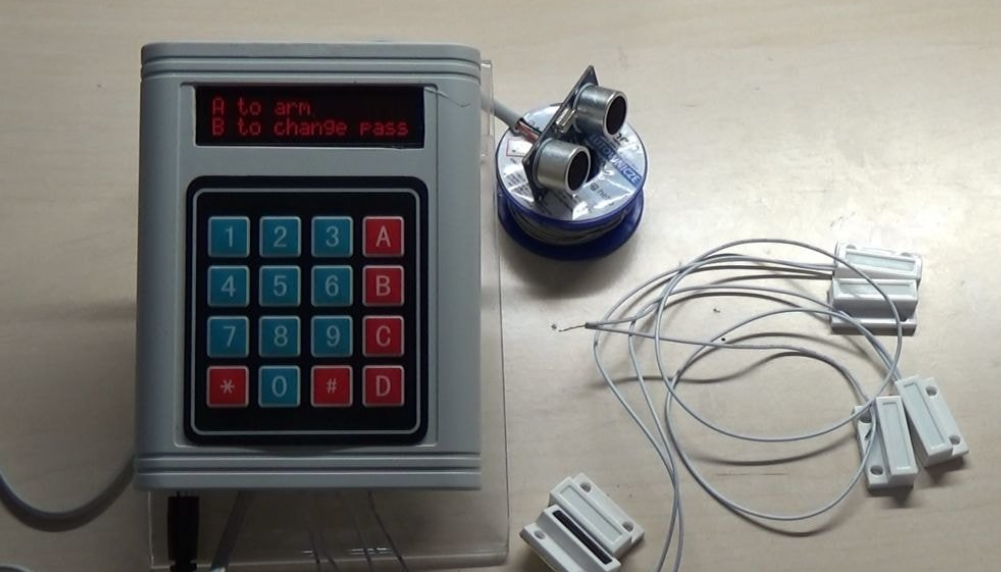 A to arm
B to change pass
1 2 3 A
4 5 6 B
7 8 9 C
* 0 # D